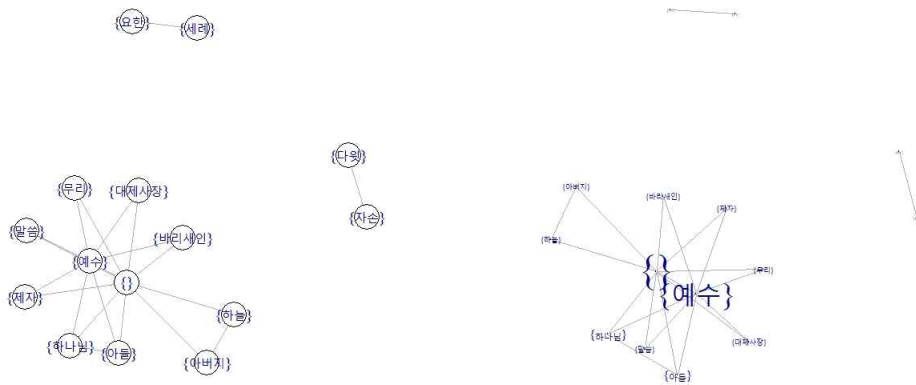 {요한}
{세례}
{다윗}
{자손}
{무리}
{대제사장}
{말씀}
{바리새인}
{예수}
{}
{제자}
{하늘}
{하나님}
{아들}
{아버지}
{아버지}
{바리새인}
{제자}
{하늘}
{}
{무리}
{예수}
{하나님}
{말씀}
{대제사장}
{아들}